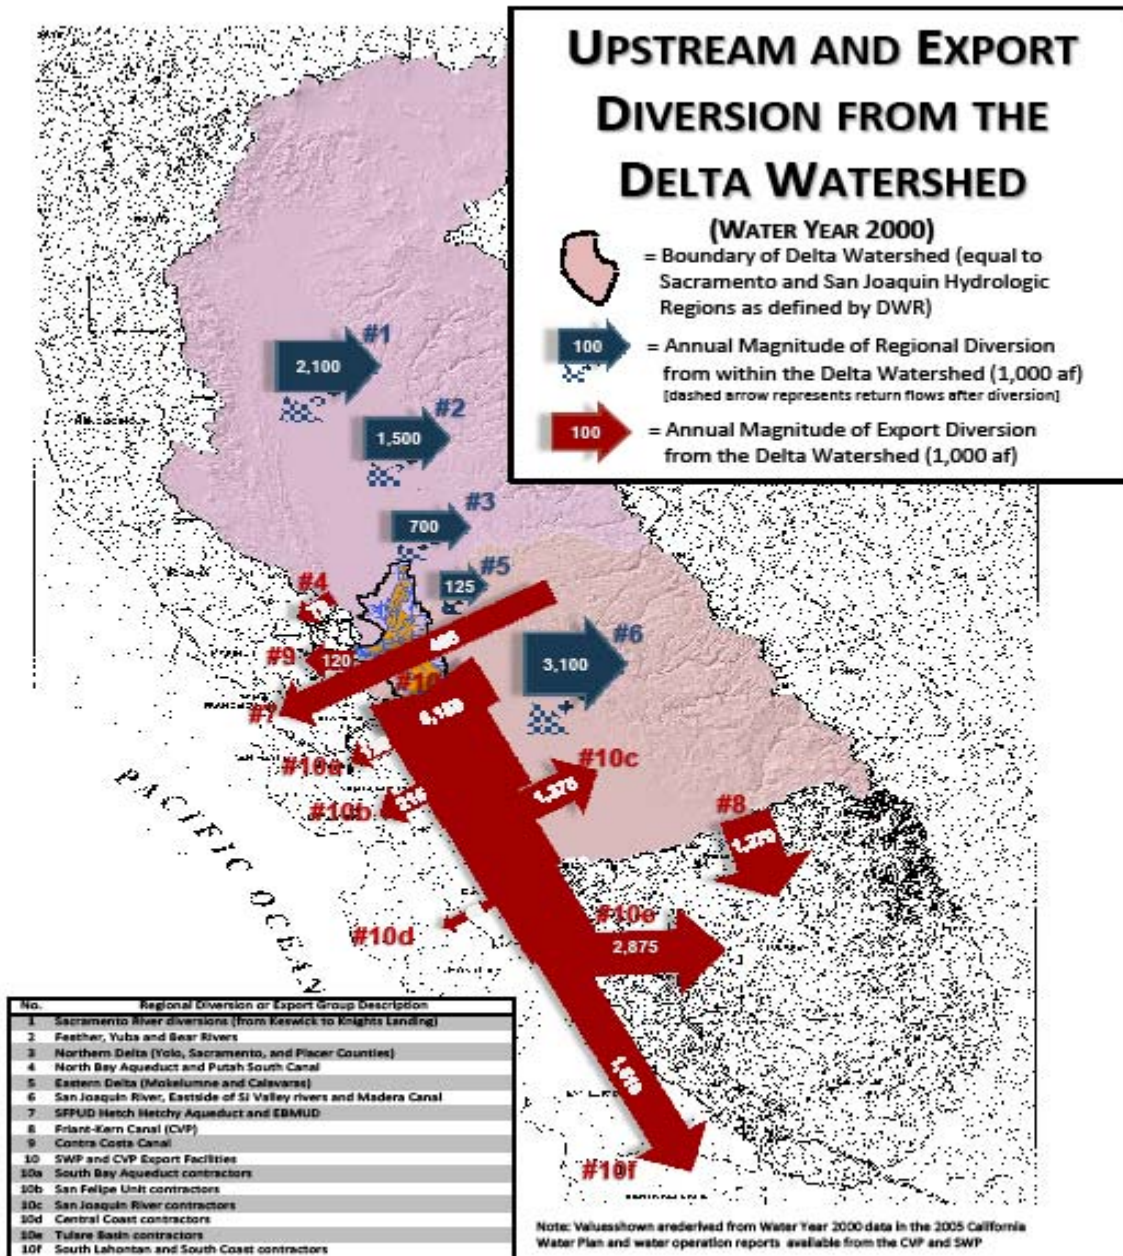 UPSTREAM AND EXPORT
DIVERSION FROM THE
DELTA WATERSHED
(WATER YEAR 2000)
= Boundary of Delta Watershed (equal to
Sacramento and San Joaquin Hydrologic
Regions as defined by DWR)
100 = Annual Magnitude of Regional Diversion
from within the Delta Watershed (1,000 af)
[dashed arrow represents return flows after diversion]
100 = Annual Magnitude of Export Diversion
from the Delta Watershed (1,000 af)
#1
2,100
#2
1,500
#3
700
#4
#5
125
#6
3,100
#9
120
#7
#10
#10a
#10b
#10c
#8
#10d
#10e
2,875
#10f
PACIFIC OCEAN
No. Regional Diversion or Export Group Description
1 Sacramento River diversions (from Keswick to Knights Landing)
2 Feather, Yuba and Bear Rivers
3 Northern Delta (Yolo, Sacramento, and Placer Counties)
4 North Bay Aqueduct and Putah South Canal
5 Eastern Delta (Mokelumne and Calavaras)
6 San Joaquin River, Eastside of SJ Valley rivers and Madera Canal
7 SFPUD Hetch Hetchy Aqueduct and EBMUD
8 Friant-Kern Canal (CVP)
9 Contra Costa Canal
10 SWP and CVP Export Facilities
10a South Bay Aqueduct contractors
10b San Felipe Unit contractors
10c San Joaquin River contractors
10d Central Coast contractors
10e Tulare Basin contractors
10f South Lahontan and South Coast contractors
Note: Valuesshown arederived from Water Year 2000 data in the 2005 California
Water Plan and water operation reports available from the CVP and SWP